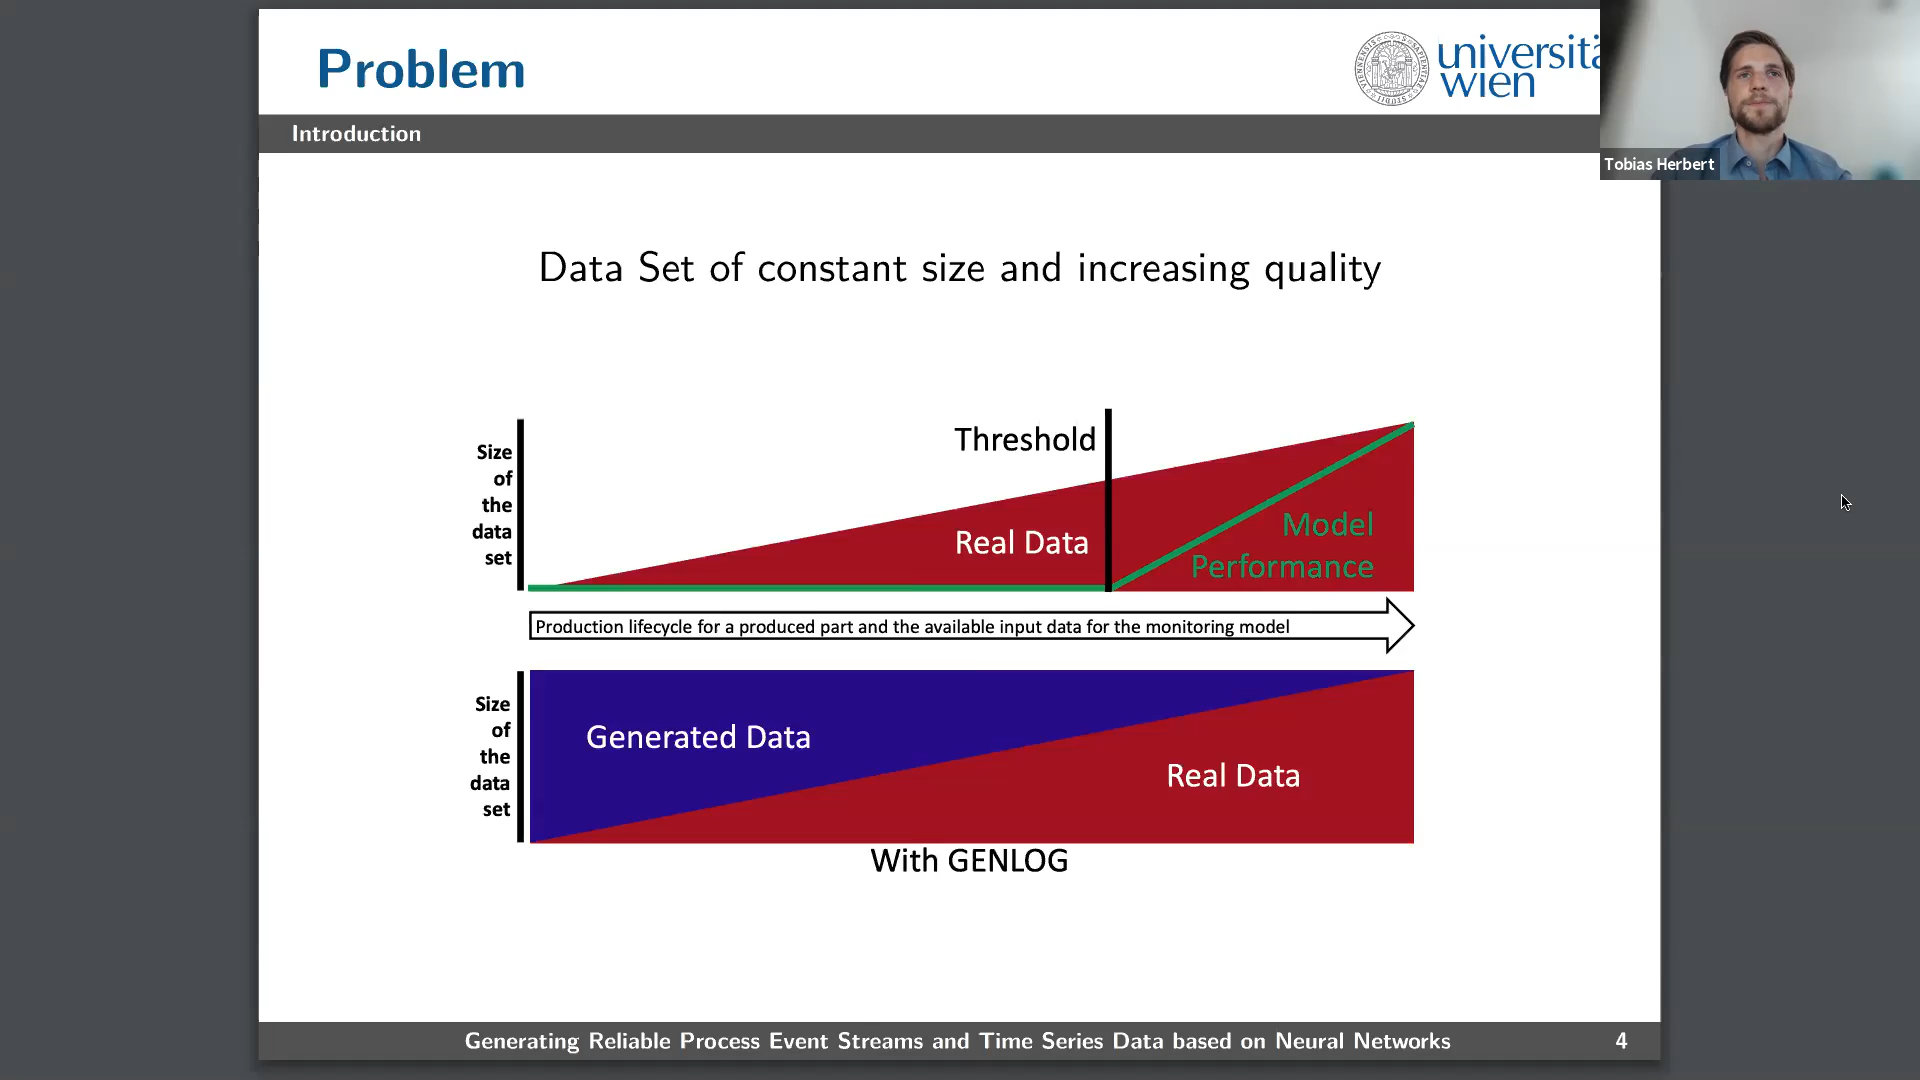 Problem
universitä
wien
Tobias Herbert
Introduction
Data Set of constant size and increasing quality
Size
of
the
data
set
Threshold
Real Data
Model
Performance
Production lifecycle for a produced part and the available input data for the monitoring model
Size
of
the
data
set
Generated Data
Real Data
With GENLOG
Generating Reliable Process Event Streams and Time Series Data based on Neural Networks
4